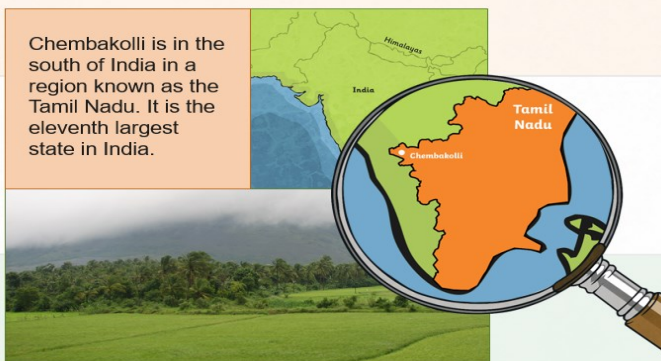 Chembakolli is in the
south of India in a
region known as the
Tamil Nadu. It is the
eleventh largest
state in India.
Himalayas
India
Tamil
Nadu
Chembakolli